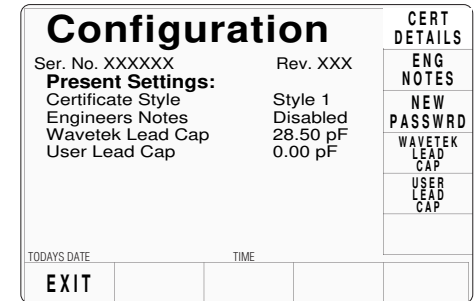 Configuration
Ser. No. XXXXXX Rev. XXX
Present Settings:
Certificate Style Style 1
Engineers Notes Disabled
Wavetek Lead Cap 28.50 pF
User Lead Cap 0.00 pF
TODAYS DATE TIME
EXIT
CERT
DETAILS
ENG
NOTES
NEW
PASSWRD
WAVETEK
LEAD
CAP
USER
LEAD
CAP